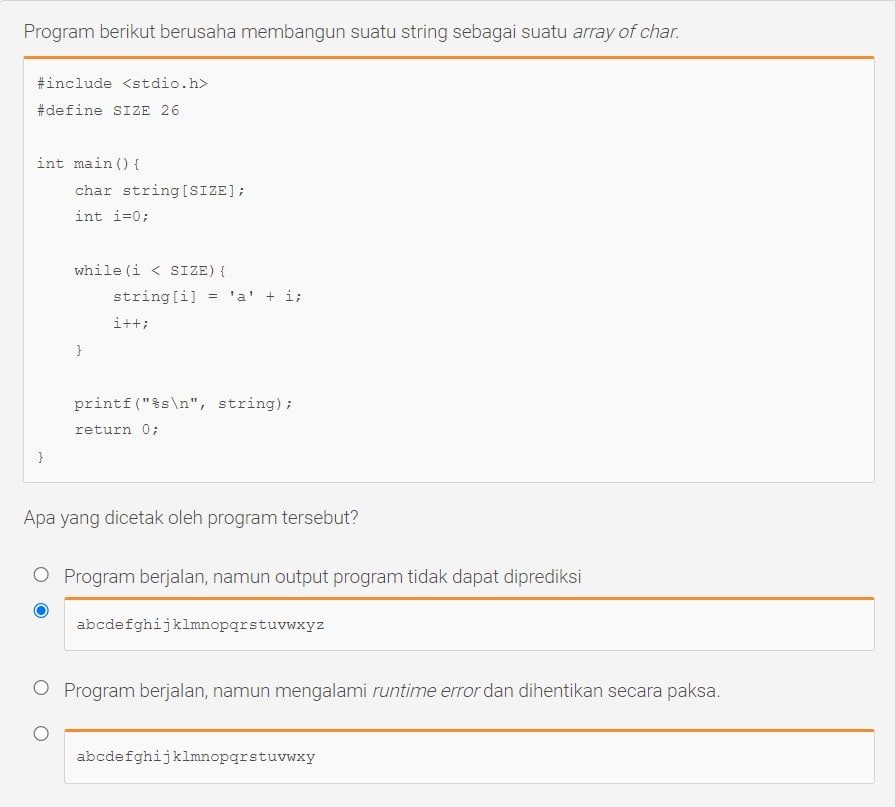 Program berikut berusaha membangun suatu string sebagai suatu array of char.
#include <stdio.h>
#define SIZE 26
int main(){
    char string[SIZE];
    int i=0;
    while(i < SIZE){
        string[i] = 'a' + i;
        i++;
    }
    printf("%s\n", string);
    return 0;
}
Apa yang dicetak oleh program tersebut?
Program berjalan, namun output program tidak dapat diprediksi
abcdefghijklmnopqrstuvwxyz
Program berjalan, namun mengalami runtime error dan dihentikan secara paksa.
abcdefghijklmnopqrstuvwxy